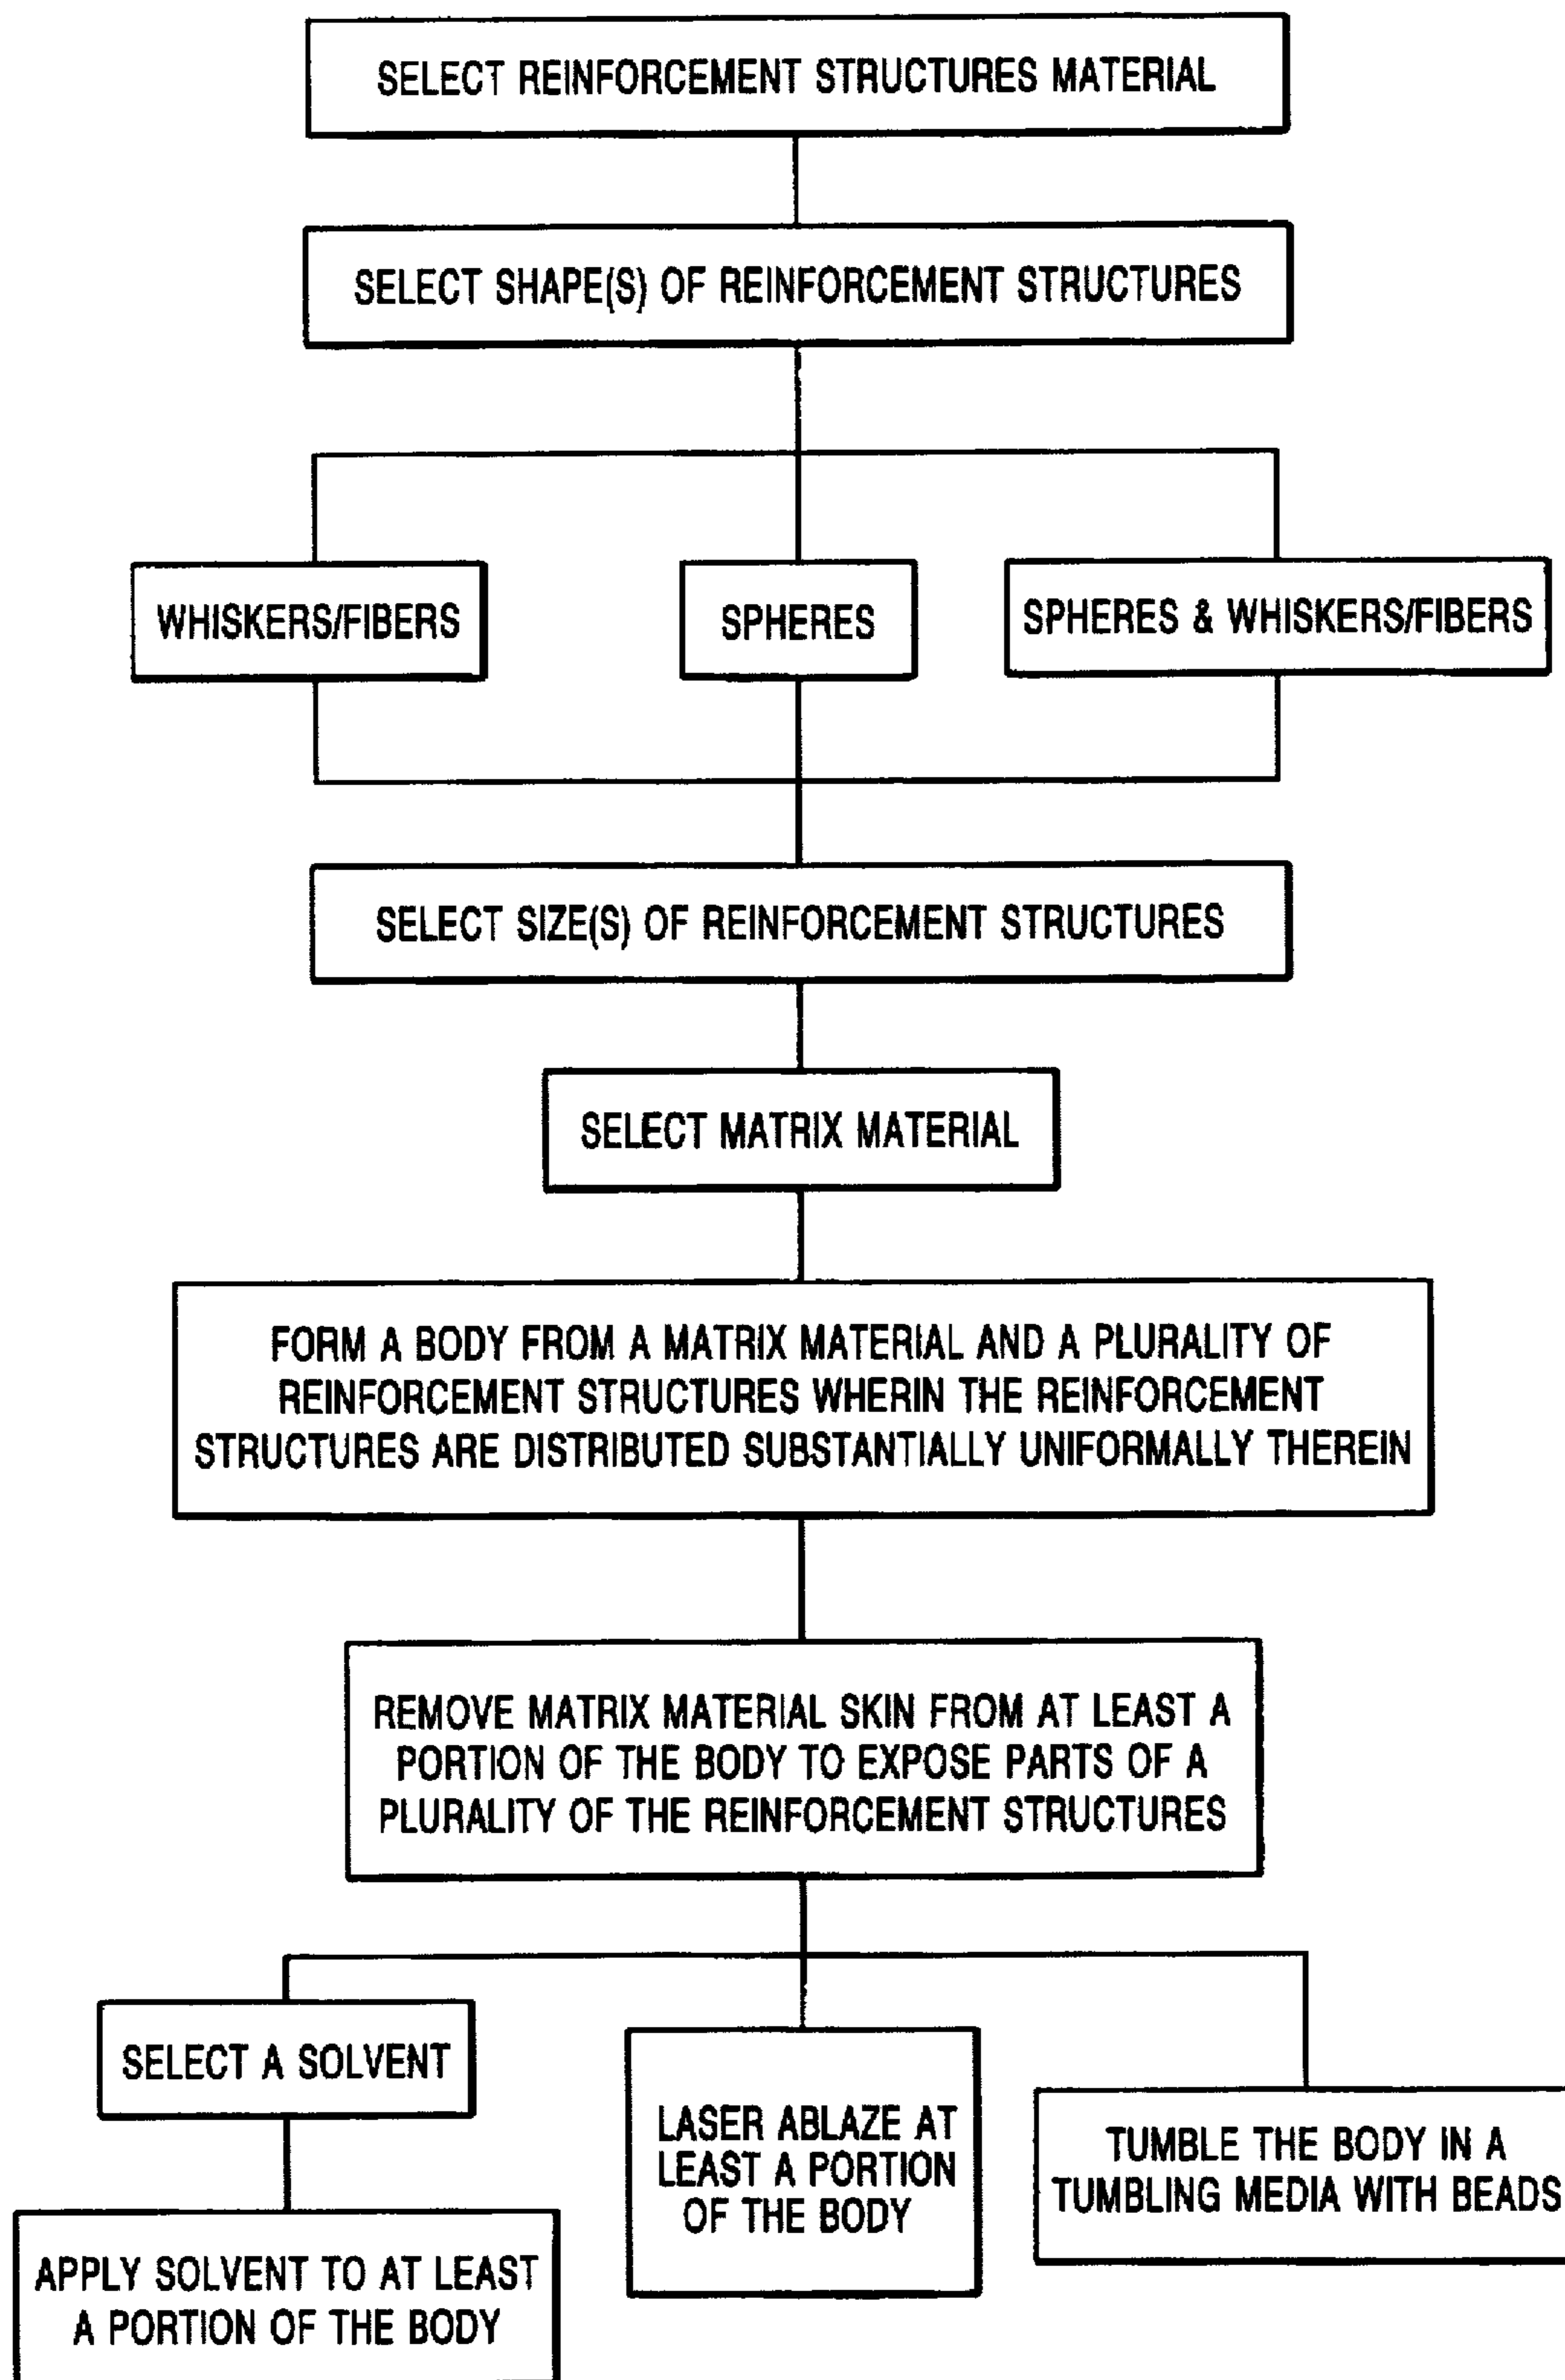 SELECT REINFORCEMENT STRUCTURES MATERIAL
SELECT SHAPE(S) OF REINFORCEMENT STRUCTURES
WHISKERS/FIBERS
SPHERES
SPHERES & WHISKERS/FIBERS
SELECT SIZE(S) OF REINFORCEMENT STRUCTURES
SELECT MATRIX MATERIAL
FORM A BODY FROM A MATRIX MATERIAL AND A PLURALITY OF
REINFORCEMENT STRUCTURES WHERIN THE REINFORCEMENT
STRUCTURES ARE DISTRIBUTED SUBSTANTIALLY UNIFORMALLY THEREIN
REMOVE MATRIX MATERIAL SKIN FROM AT LEAST A
PORTION OF THE BODY TO EXPOSE PARTS OF A
PLURALITY OF THE REINFORCEMENT STRUCTURES
SELECT A SOLVENT
APPLY SOLVENT TO AT LEAST
A PORTION OF THE BODY
LASER ABLAZE AT
LEAST A PORTION
OF THE BODY
TUMBLE THE BODY IN A
TUMBLING MEDIA WITH BEADS